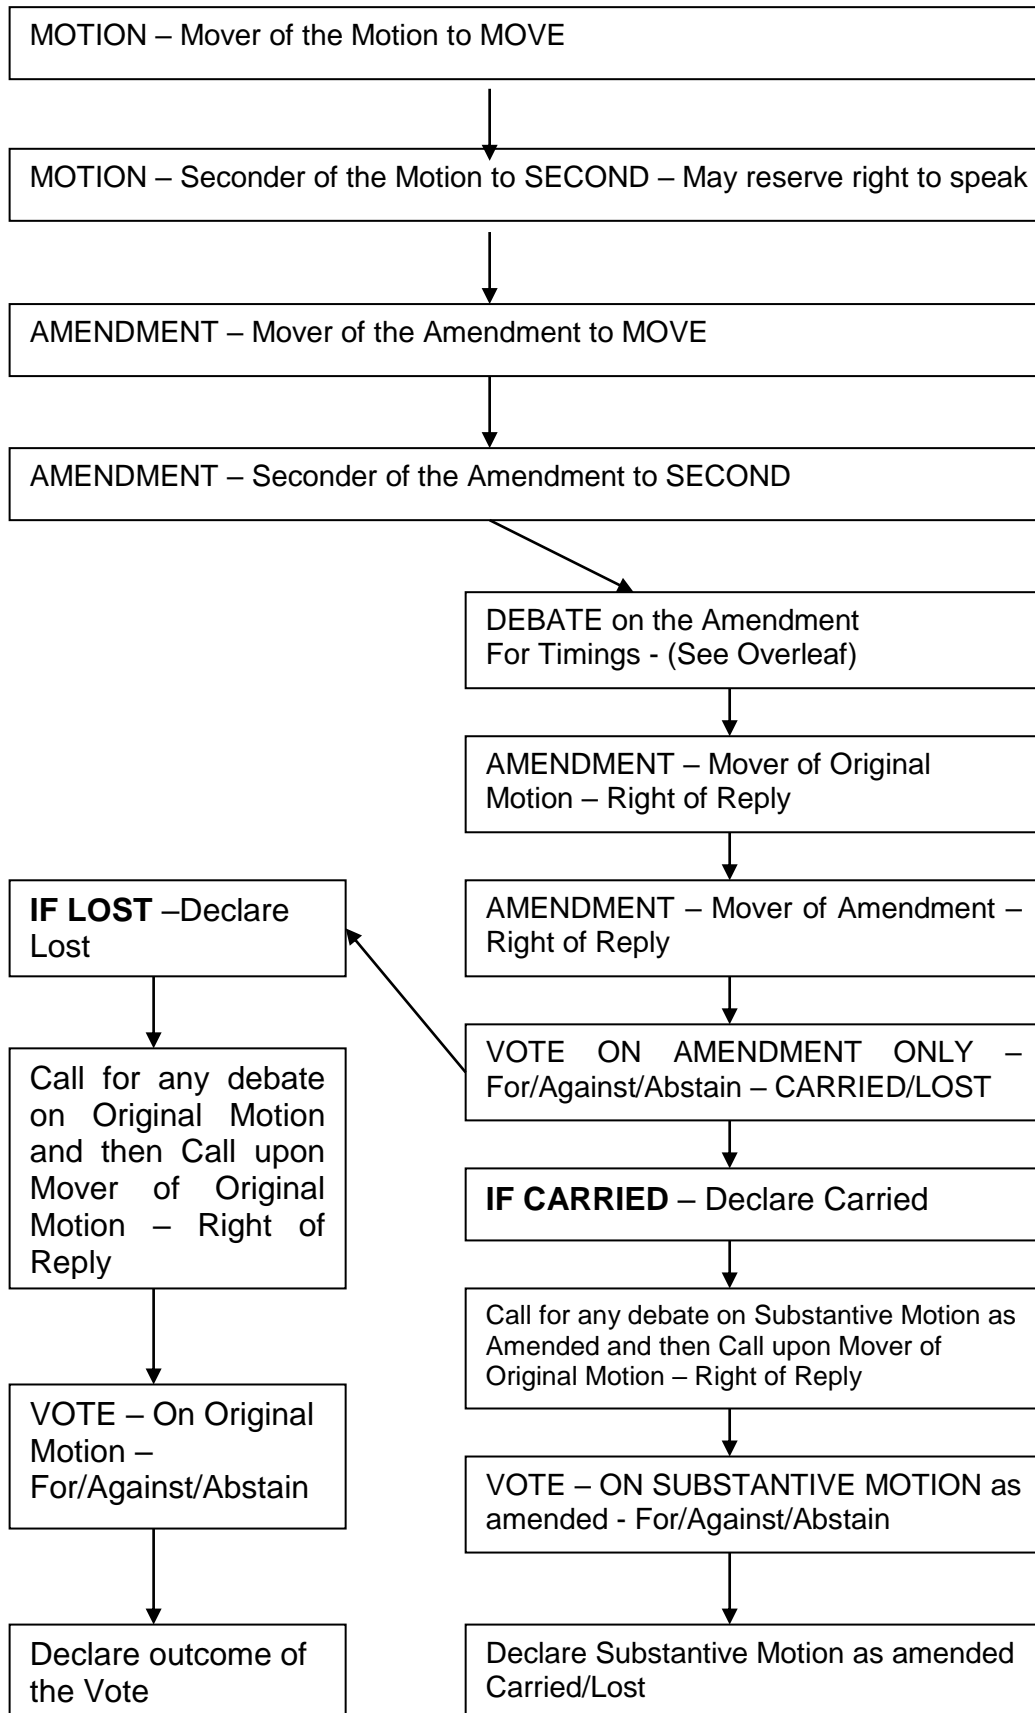 MOTION – Mover of the Motion to MOVE
MOTION – Seconder of the Motion to SECOND – May reserve right to speak
AMENDMENT – Mover of the Amendment to MOVE
AMENDMENT – Seconder of the Amendment to SECOND
DEBATE on the Amendment
For Timings - (See Overleaf)
AMENDMENT – Mover of Original
Motion – Right of Reply
AMENDMENT – Mover of Amendment –
Right of Reply
VOTE ON AMENDMENT ONLY –
For/Against/Abstain – CARRIED/LOST
IF LOST –Declare
Lost
Call for any debate
on Original Motion
and then Call upon
Mover of Original
Motion – Right of
Reply
VOTE – On Original
Motion –
For/Against/Abstain
Declare outcome of
the Vote
IF CARRIED – Declare Carried
Call for any debate on Substantive Motion as
Amended and then Call upon Mover of
Original Motion – Right of Reply
VOTE – ON SUBSTANTIVE MOTION as
amended - For/Against/Abstain
Declare Substantive Motion as amended
Carried/Lost